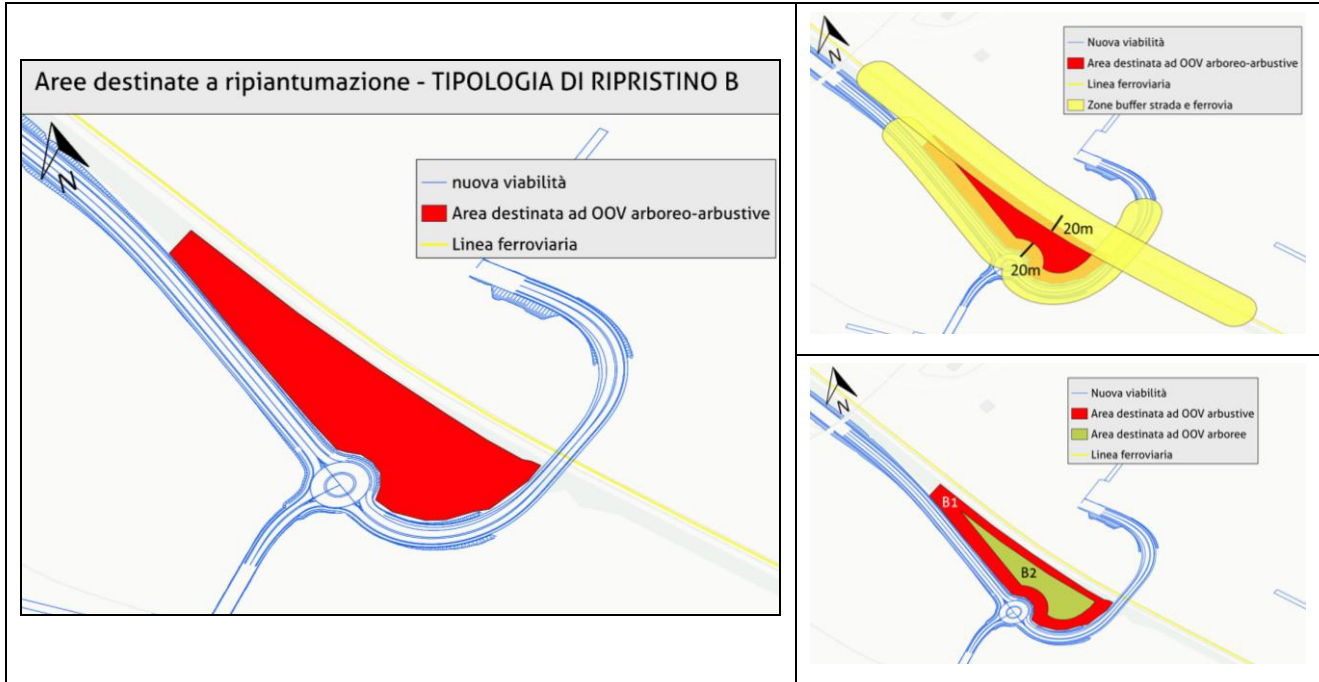 Aree destinate a ripiantumazione - TIPOLOGIA DI RIPRISTINO B
N
nuova viabilità
Area destinata ad OOV arboreo-arbustive
Linea ferroviaria
N
Nuova viabilità
Area destinata ad OOV arboreo-arbustive
Linea ferroviaria
Zone buffer strada e ferrovia
20m
20m
N
Nuova viabilità
Area destinata ad OOV arbustive
Area destinata ad OOV arboree
Linea ferroviaria
B1
B2